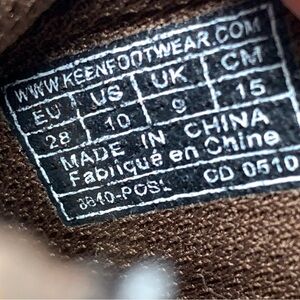 WWW.KEENFOOTWEAR.COM
EU US UK CM
28 10 9 15
MADE IN CHINA
Fabriqué en Chine
CD 0510